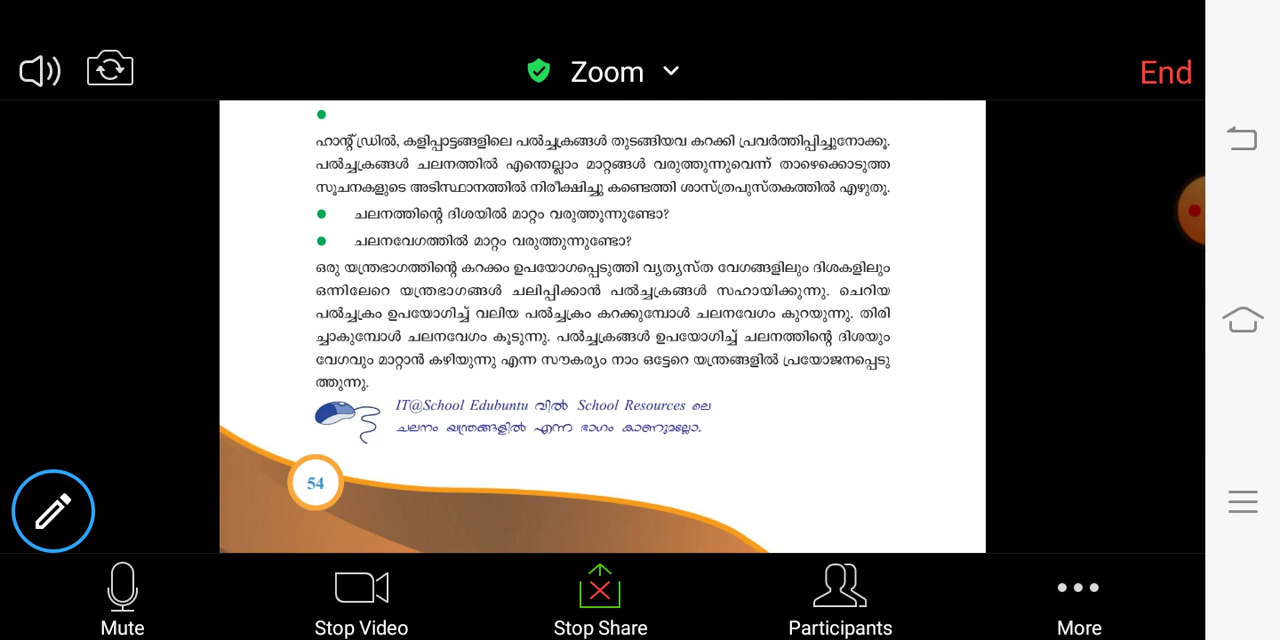 Zoom
End
ഹാന്റ് ഡ്രിൽ, കളിപ്പാട്ടങ്ങളിലെ പൽച്ചക്രങ്ങൾ തുടങ്ങിയവ കറക്കി പ്രവർത്തിപ്പിച്ചുനോക്കൂ.
പൽച്ചക്രങ്ങൾ ചലനത്തിൽ എന്തെല്ലാം മാറ്റങ്ങൾ വരുത്തുന്നുവെന്ന് താഴെക്കൊടുത്ത
സൂചനകളുടെ അടിസ്ഥാനത്തിൽ നിരീക്ഷിച്ചു കണ്ടെത്തി ശാസ്ത്രപുസ്തകത്തിൽ എഴുതൂ.
ചലനത്തിന്റെ ദിശയിൽ മാറ്റം വരുത്തുന്നുണ്ടോ?
ചലനവേഗത്തിൽ മാറ്റം വരുത്തുന്നുണ്ടോ?
ഒരു യന്ത്രഭാഗത്തിന്റെ കറക്കം ഉപയോഗപ്പെടുത്തി വ്യത്യസ്ത വേഗങ്ങളിലും ദിശകളിലും
ഒന്നിലേറെ യന്ത്രഭാഗങ്ങൾ ചലിപ്പിക്കാൻ പൽച്ചക്രങ്ങൾ സഹായിക്കുന്നു. ചെറിയ
പൽച്ചക്രം ഉപയോഗിച്ച് വലിയ പൽച്ചക്രം കറക്കുമ്പോൾ ചലനവേഗം കുറയുന്നു. തിരി
ച്ചാകുമ്പോൾ ചലനവേഗം കൂടുന്നു. പൽച്ചക്രങ്ങൾ ഉപയോഗിച്ച് ചലനത്തിന്റെ ദിശയും
വേഗവും മാറ്റാൻ കഴിയുന്നു എന്ന സൗകര്യം നാം ഒട്ടേറെ യന്ത്രങ്ങളിൽ പ്രയോജനപ്പെടു
ത്തുന്നു.
IT@School Edubuntu വിൽ School Resources ലെ
ചലനം യന്ത്രങ്ങളിൽ എന്ന ഭാഗം കാണുമല്ലോ.
54
Mute
Stop Video
Stop Share
Participants
More